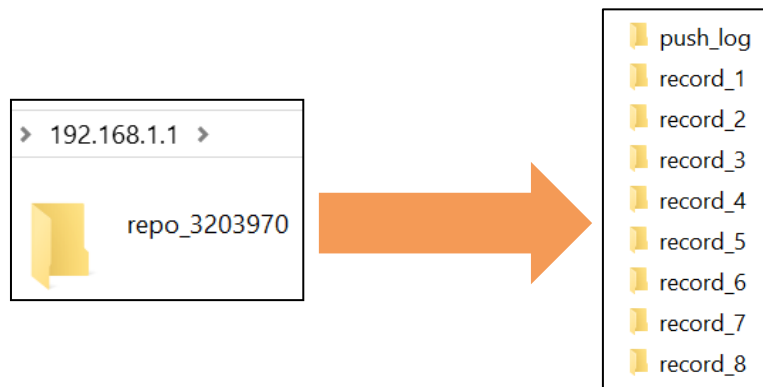 > 192.168.1.1 >
repo_3203970
push_log
record_1
record_2
record_3
record_4
record_5
record_6
record_7
record_8